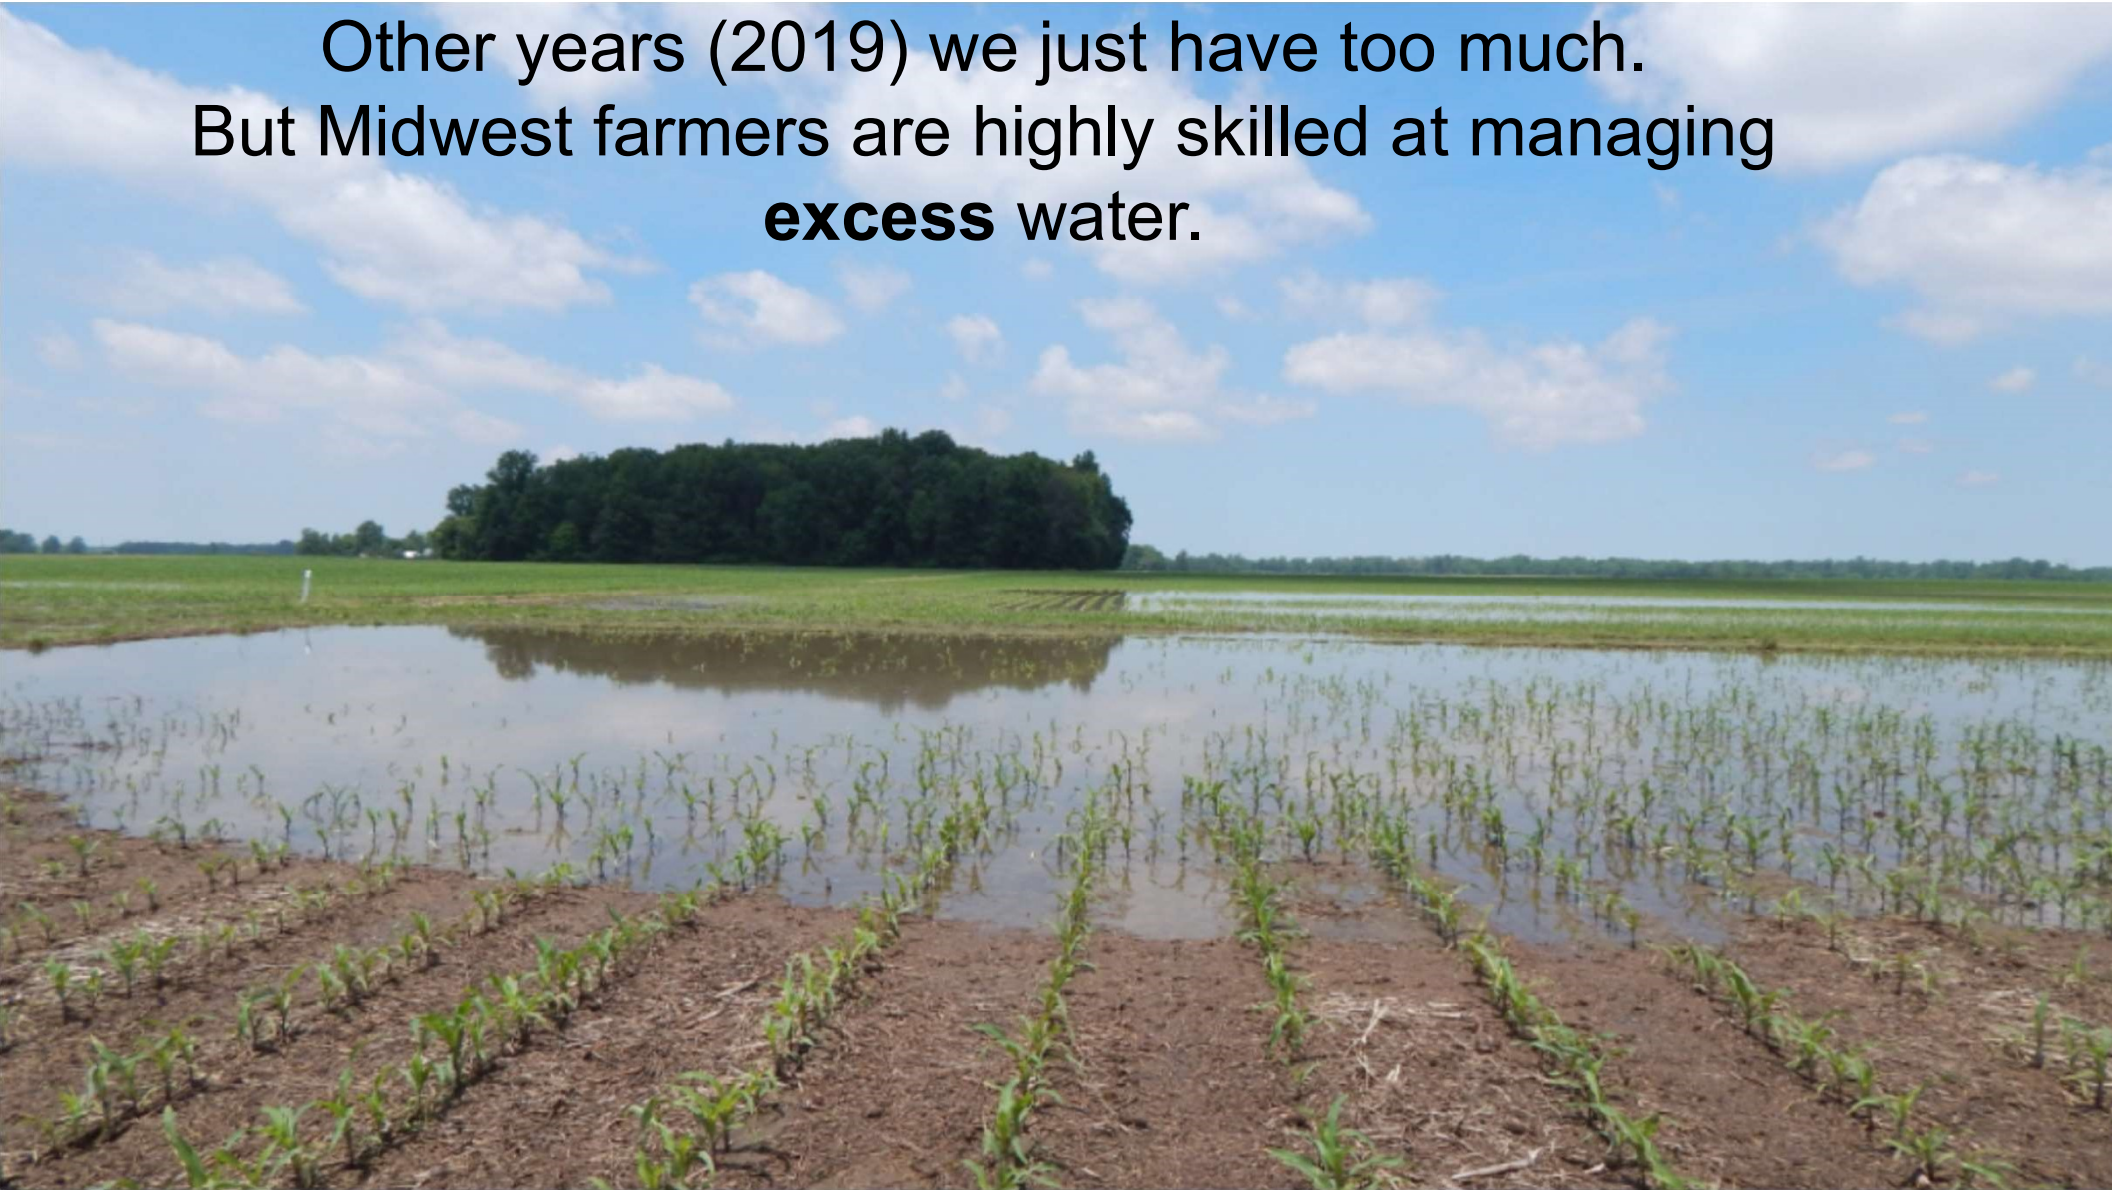 Other years (2019) we just have too much.
But Midwest farmers are highly skilled at managing
excess water.